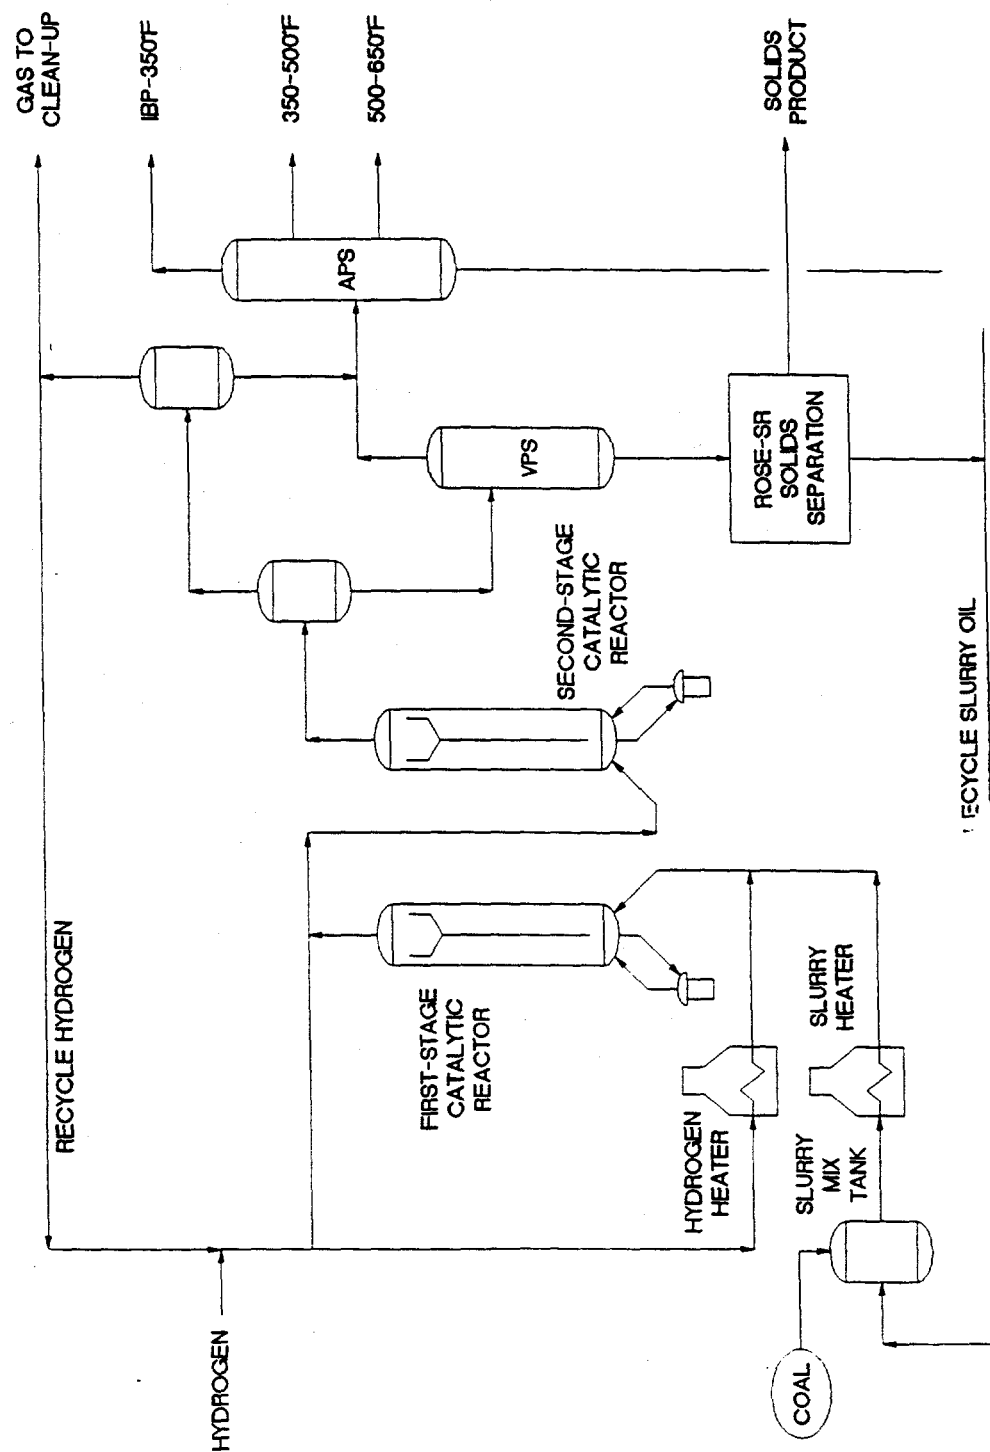 GAS TO
CLEAN-UP
IBP-350°F
350-500°F
500-650°F
SOLIDS
PRODUCT
APS
VPS
ROSE-SR
SOLIDS
SEPARATION
SECOND-STAGE
CATALYTIC
REACTOR
ECYCLE SLURRY OIL
RECYCLE HYDROGEN
FIRST-STAGE
CATALYTIC
REACTOR
SLURRY
HEATER
HYDROGEN
HEATER
SLURRY
MIX
TANK
HYDROGEN
COAL